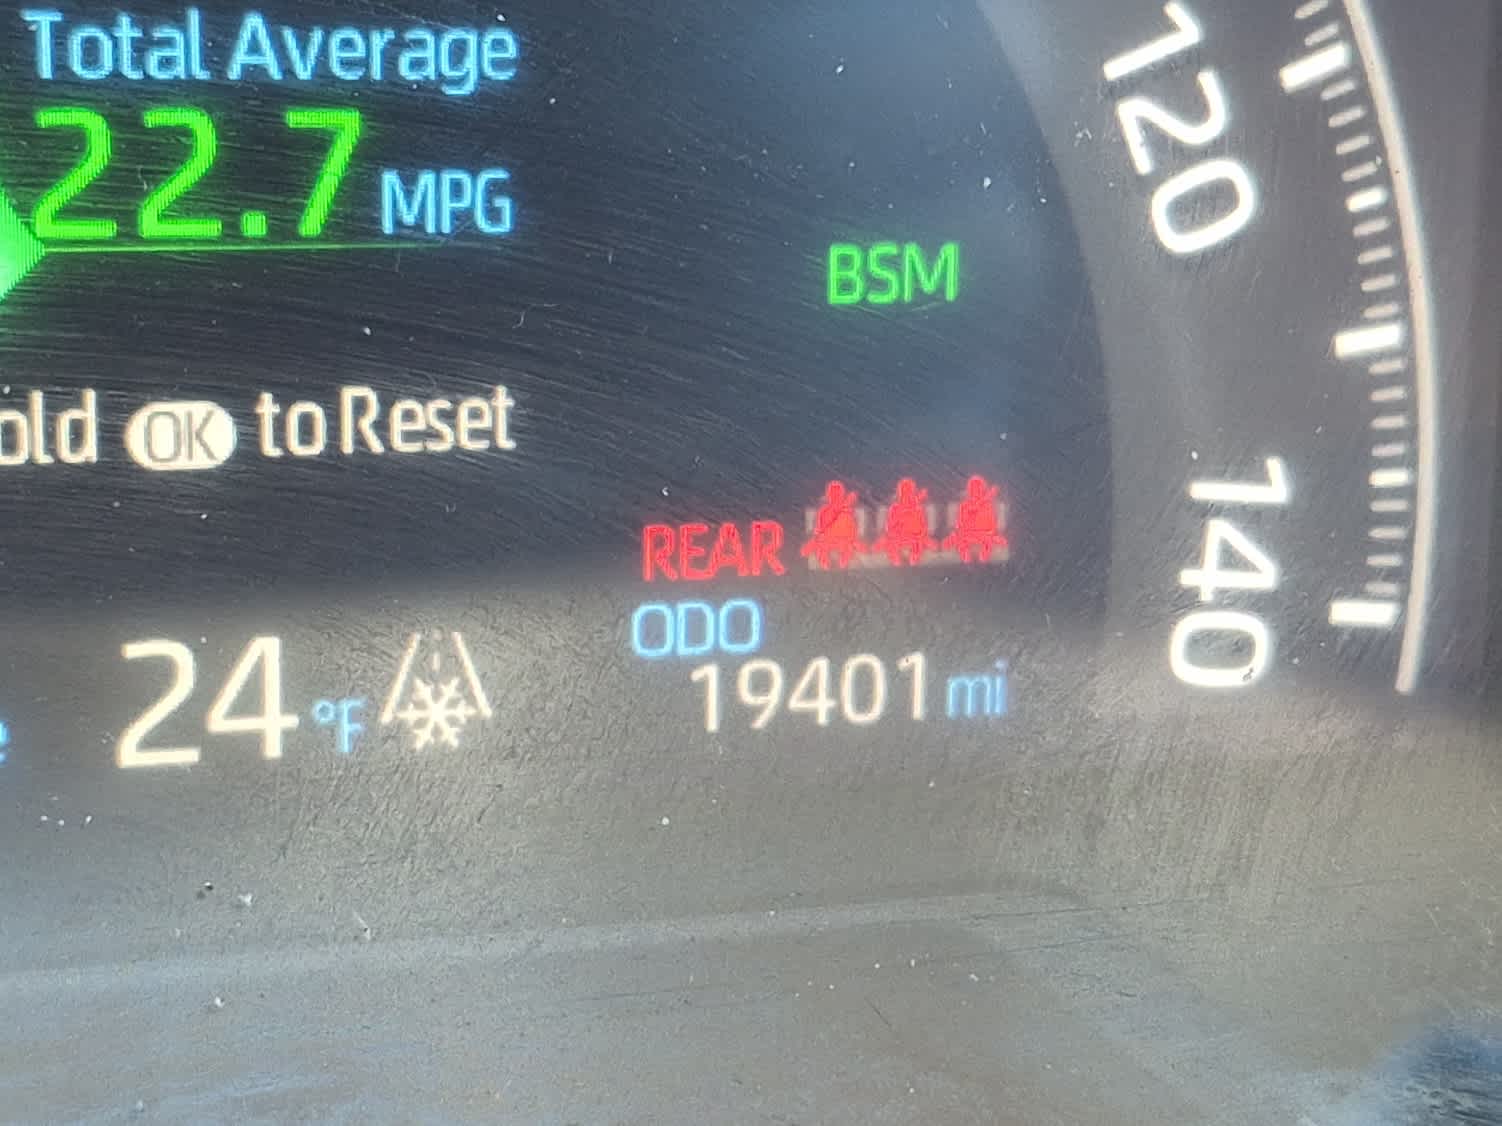 Total Average
22.7 MPG
BSM
old OK to Reset
REAR
ODO
19401 mi
24 °F
120
140